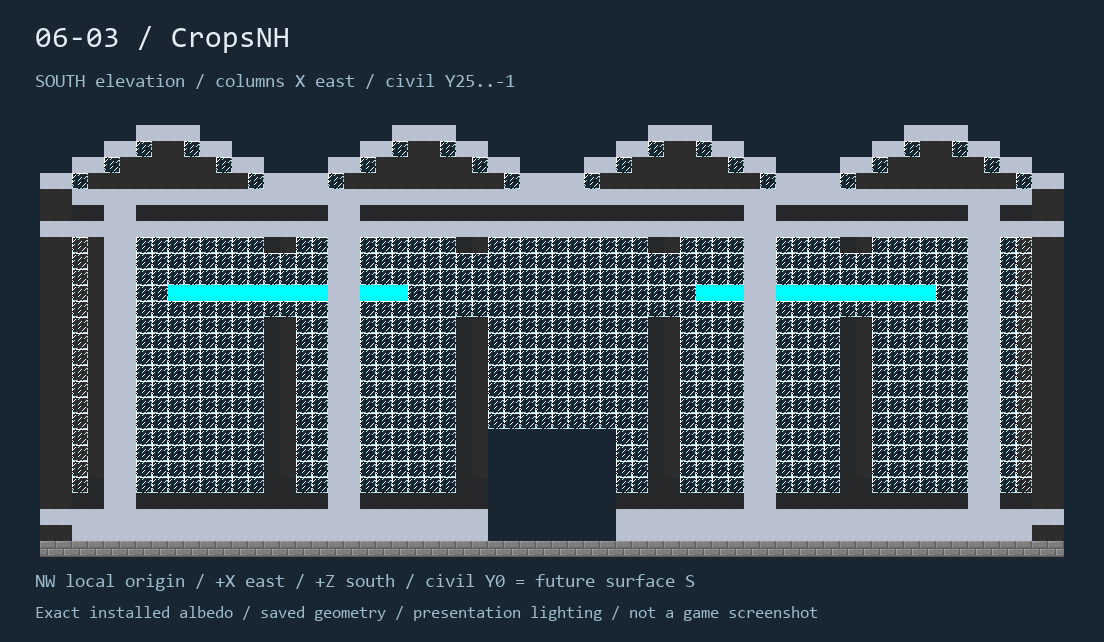 06-03 / CropsNH
SOUTH elevation / columns X east / civil Y25..-1
NW local origin / +X east / +Z south / civil Y0 = future surface S
Exact installed albedo / saved geometry / presentation lighting / not a game screenshot